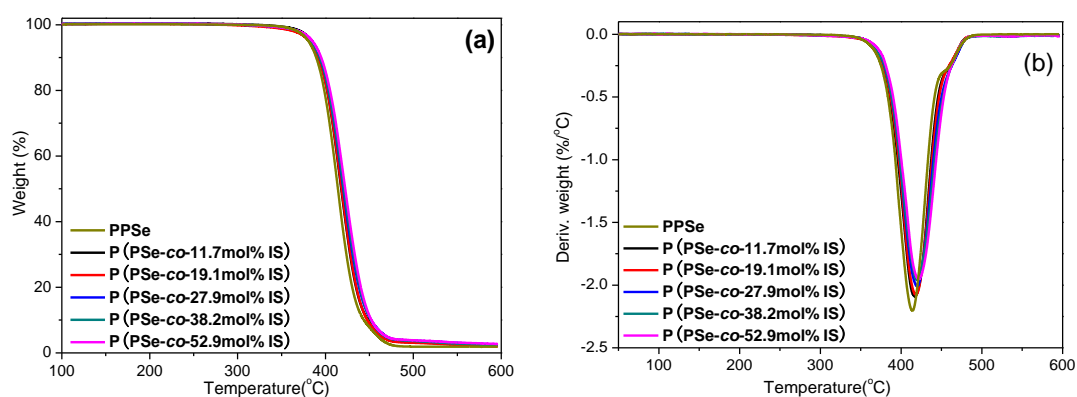 (a)
100
80
60
40
20
0
Weight (%)
PPSe
P(PSe-co-11.7mol% IS)
P(PSe-co-19.1mol% IS)
P(PSe-co-27.9mol% IS)
P(PSe-co-38.2mol% IS)
P(PSe-co-52.9mol% IS)
100 200 300 400 500 600
Temperature(°C)
(b)
0.0
-0.5
-1.0
-1.5
-2.0
-2.5
Deriv. weight (%/°C)
PPSe
P(PSe-co-11.7mol% IS)
P(PSe-co-19.1mol% IS)
P(PSe-co-27.9mol% IS)
P(PSe-co-38.2mol% IS)
P(PSe-co-52.9mol% IS)
100 200 300 400 500 600
Temperature(°C)